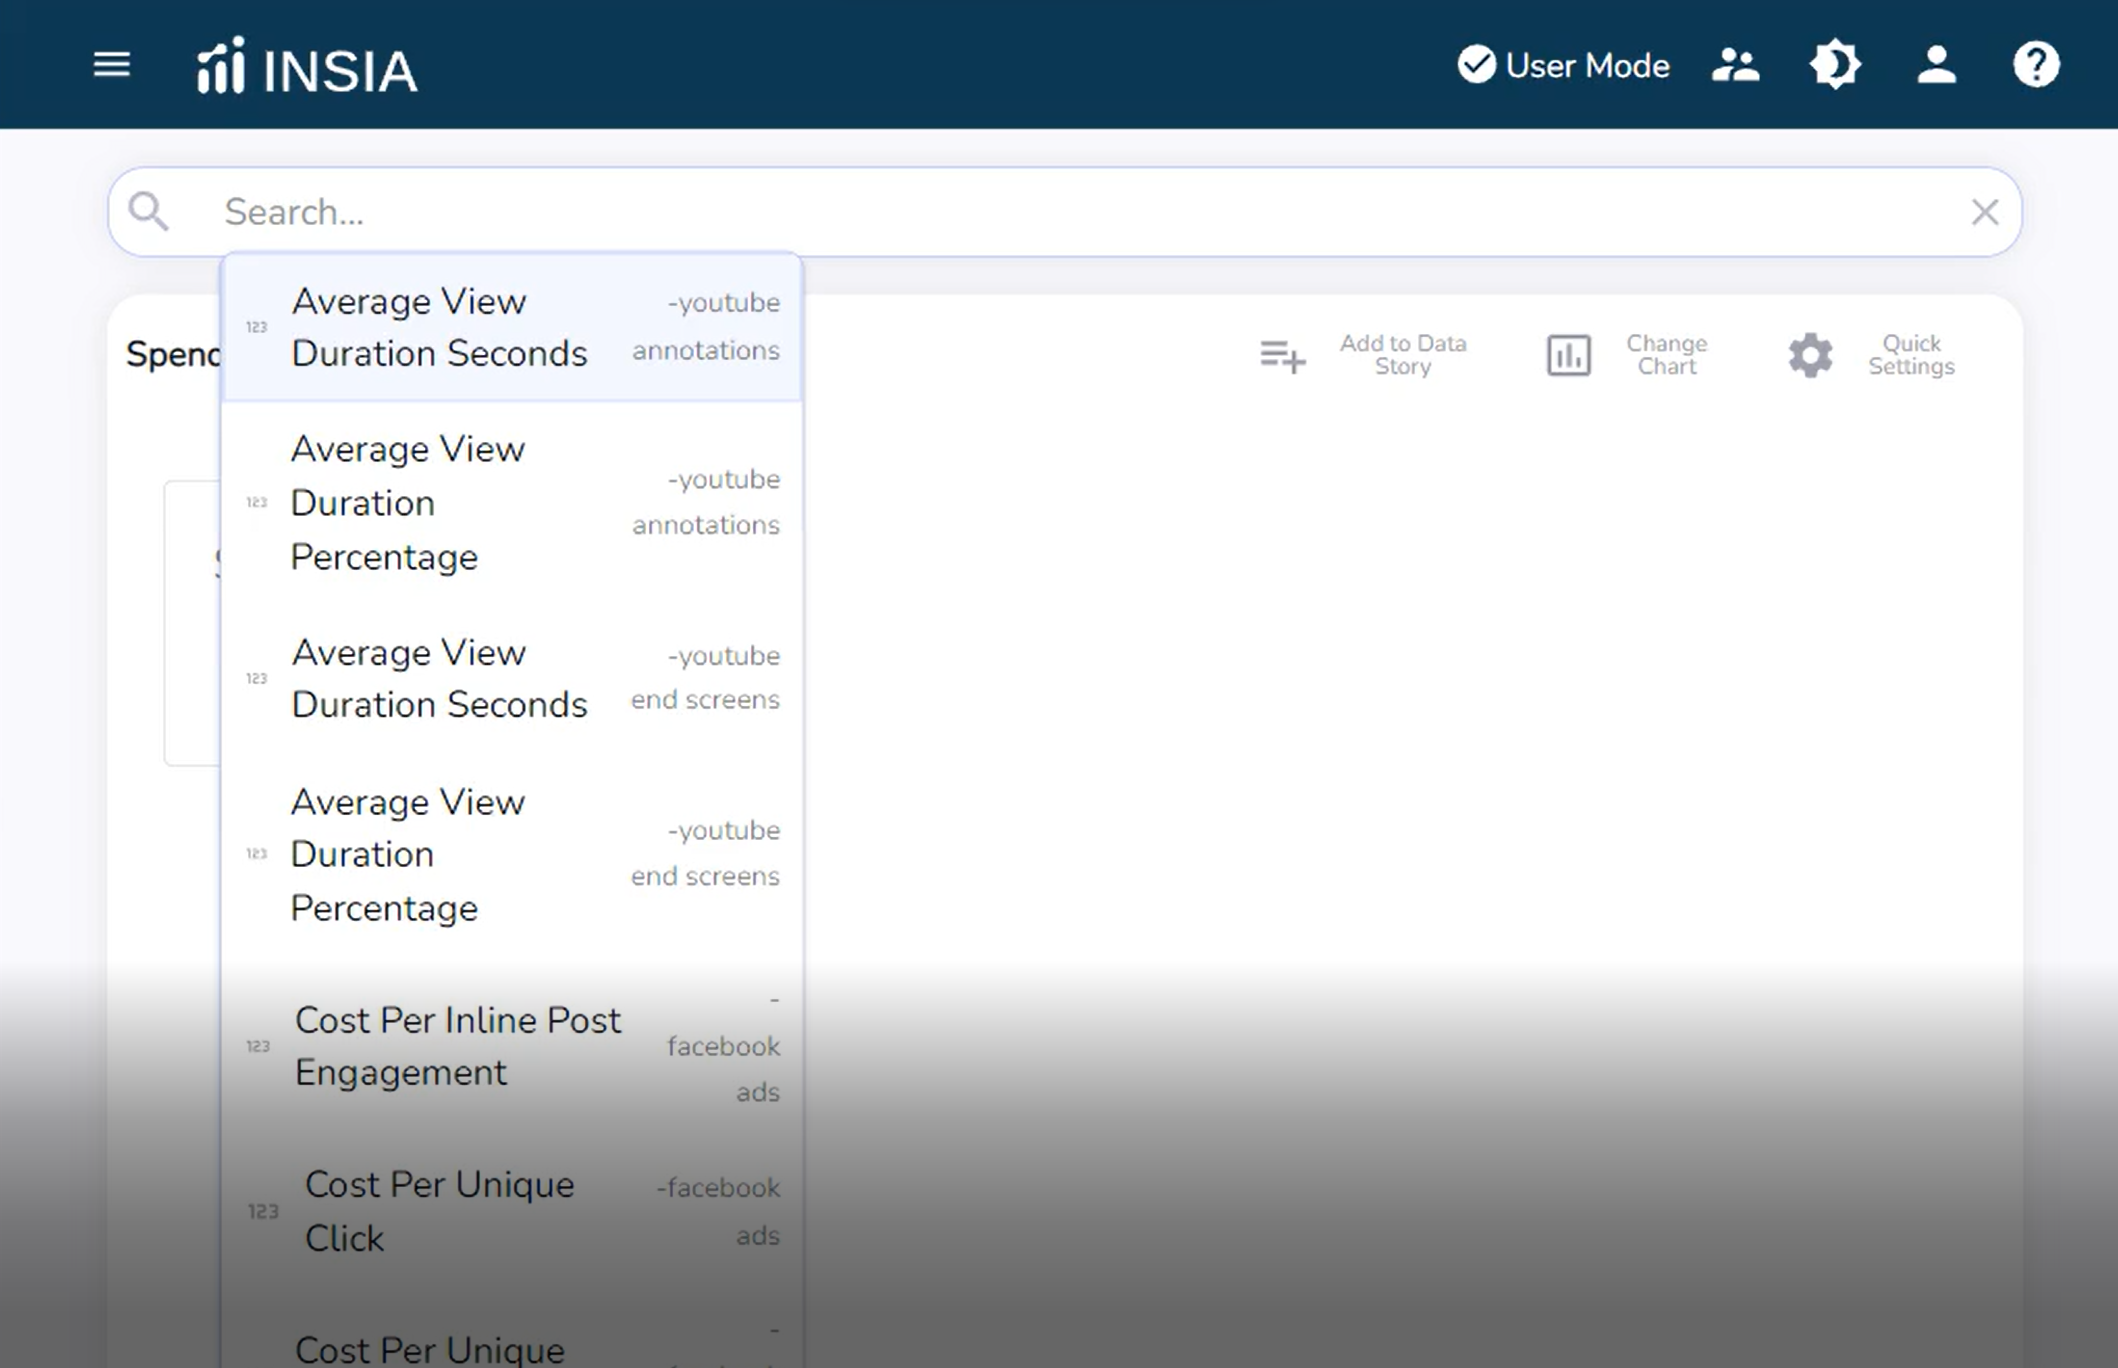 INSIA
User Mode
Search...
Average View
Duration Seconds
-youtube
annotations
Spend
Add to Data
Story
Change
Chart
Quick
Settings
123
Average View
Duration
Percentage
-youtube
annotations
123
Average View
Duration Seconds
-youtube
end screens
123
Average View
Duration
Percentage
-youtube
end screens
123
Cost Per Inline Post
Engagement
-
facebook
ads
123
Cost Per Unique
Click
-facebook
ads
123
Cost Per Unique
-